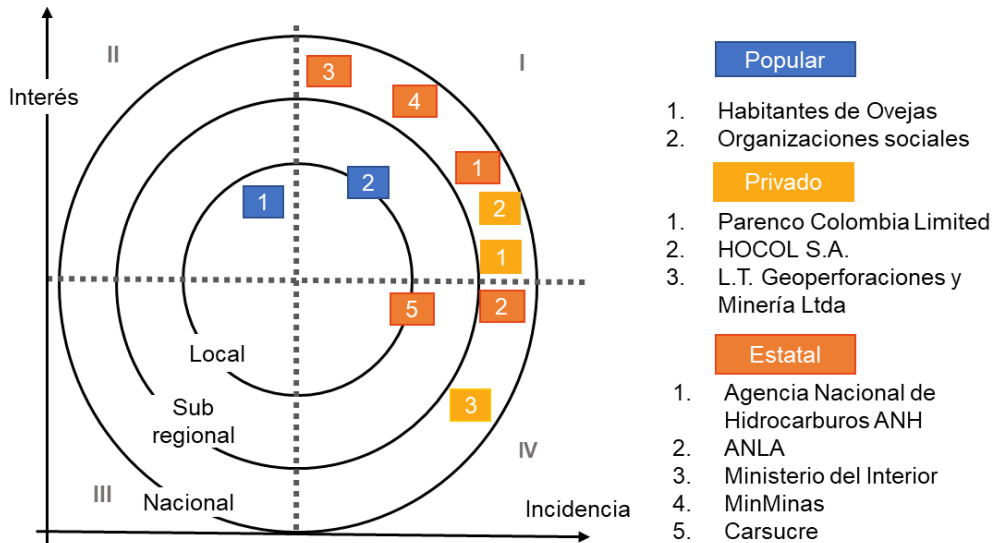 II
I
Interés
3
4
1
2
2
1
1
5
2
Local
3
Sub
regional
IV
III
Nacional
Incidencia
Popular
1. Habitantes de Ovejas
2. Organizaciones sociales
Privado
1. Parenco Colombia Limited
2. HOCOL S.A.
3. L.T. Geoperforaciones y
Minería Ltda
Estatal
1. Agencia Nacional de
Hidrocarburos ANH
2. ANLA
3. Ministerio del Interior
4. MinMinas
5. Carsucre